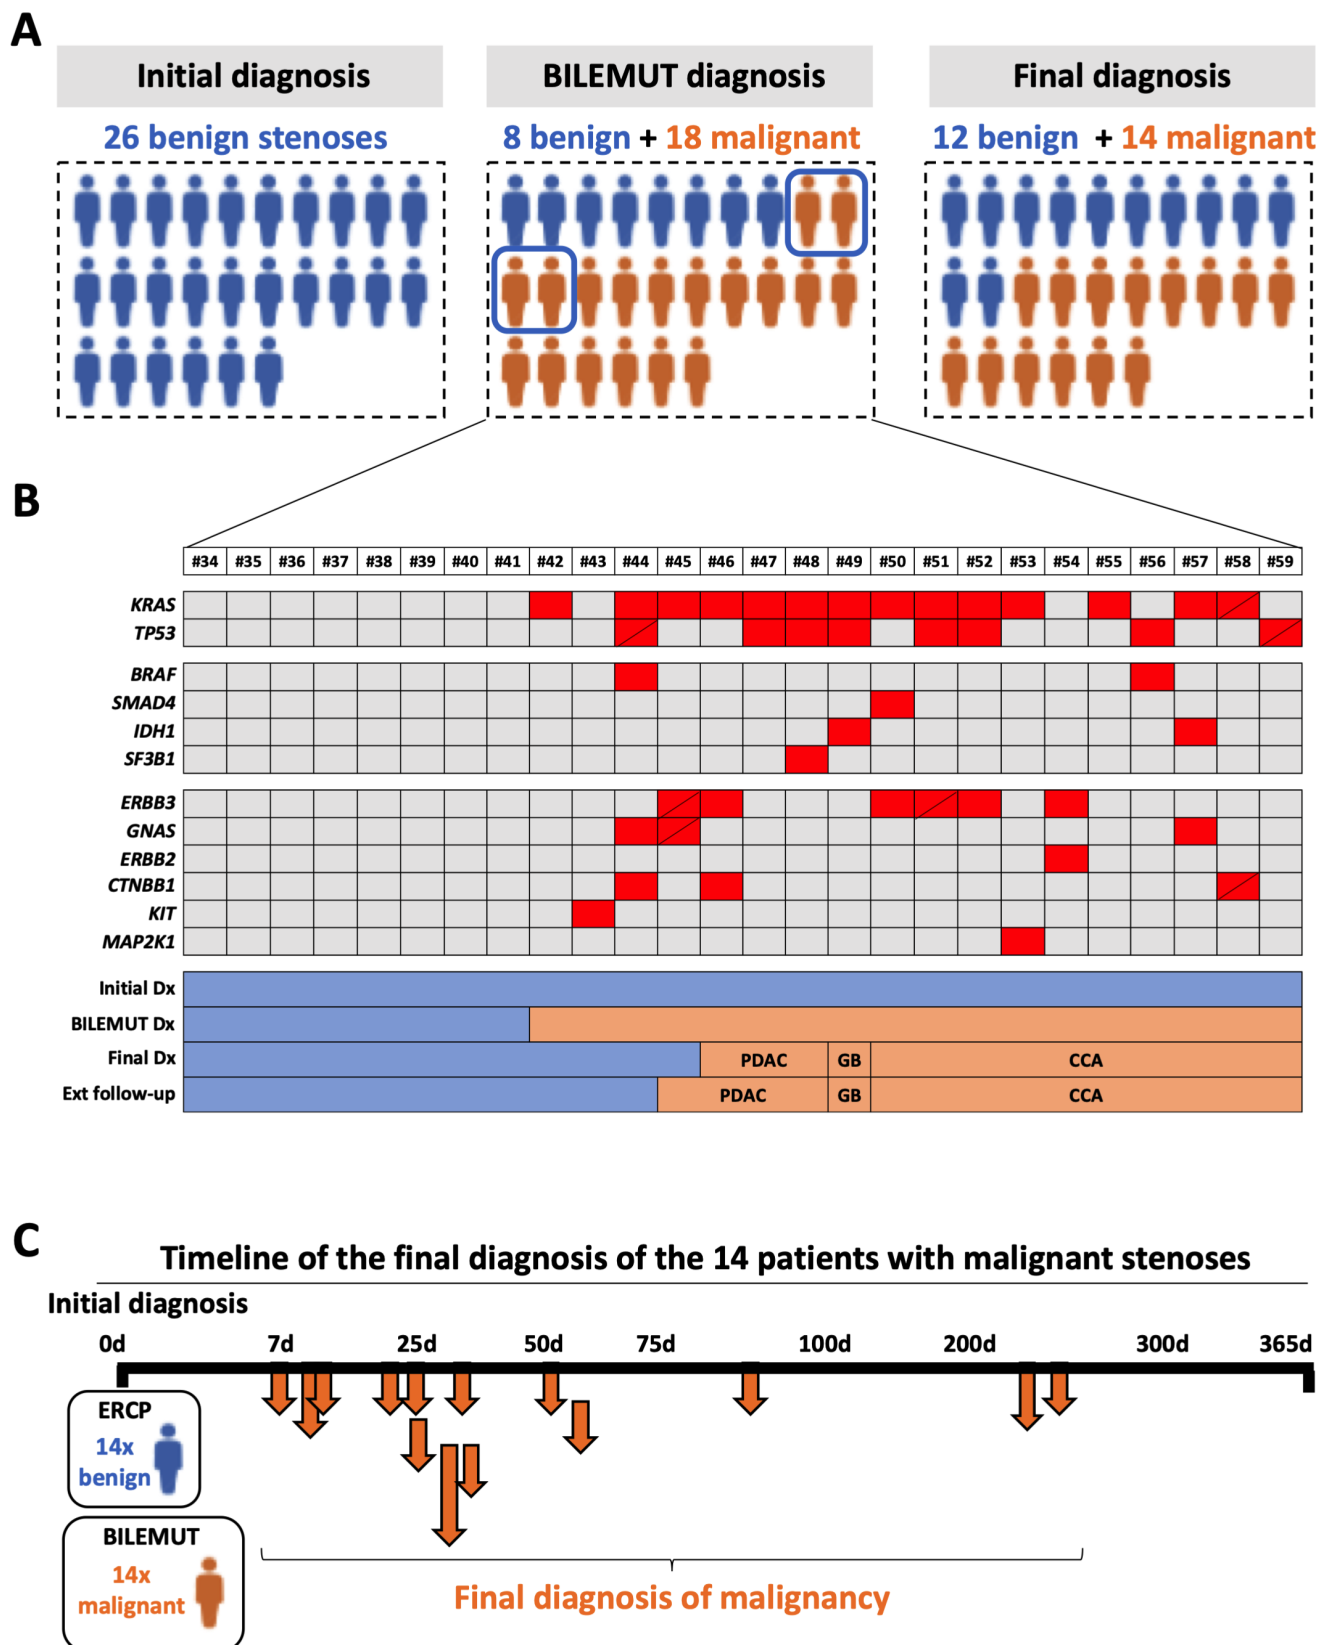 A
Initial diagnosis
BILEMUT diagnosis
Final diagnosis
26 benign stenoses
8 benign + 18 malignant
12 benign + 14 malignant
B
#34 #35 #36 #37 #38 #39 #40 #41 #42 #43 #44 #45 #46 #47 #48 #49 #50 #51 #52 #53 #54 #55 #56 #57 #58 #59
KRAS
TP53
BRAF
SMAD4
IDH1
SF3B1
ERBB3
GNAS
ERBB2
CTNBB1
KIT
MAP2K1
Initial Dx
BILEMUT Dx
Final Dx PDAC GB CCA
Ext follow-up PDAC GB CCA
C
Timeline of the final diagnosis of the 14 patients with malignant stenoses
Initial diagnosis
0d 7d 25d 50d 75d 100d 200d 300d 365d
ERCP
14x
benign
BILEMUT
14x
malignant
Final diagnosis of malignancy